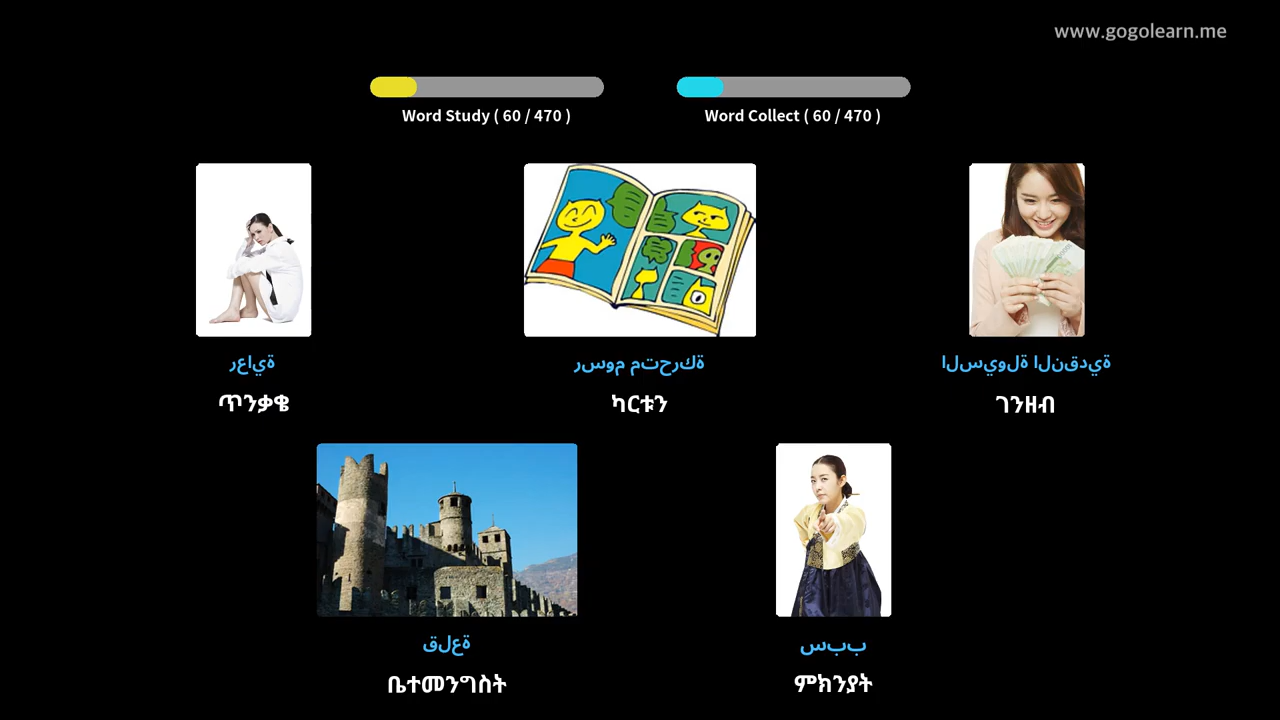 www.gogolearn.me
Word Study ( 60 / 470 )
Word Collect ( 60 / 470 )
رعاية
رسوم متحركة
السيولة النقدية
ጥንቃቄ
ካርቱን
ገንዘብ
قلعة
سبب
ቤተመንግስት
ምክንያት